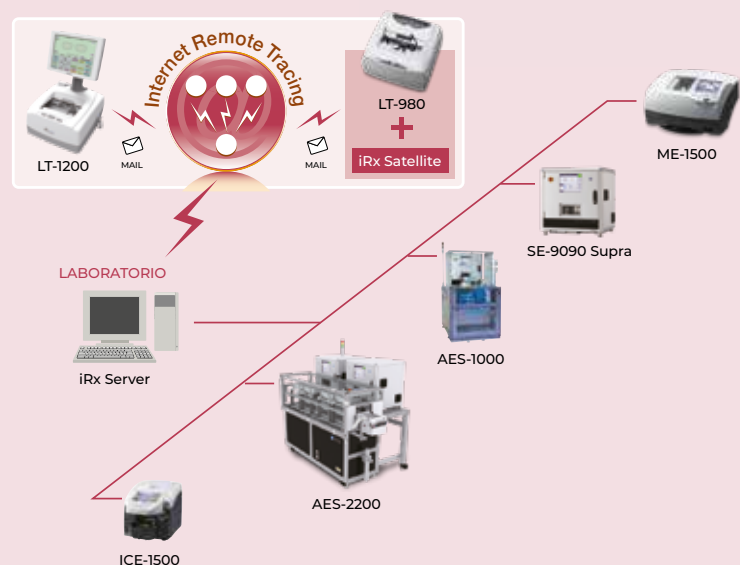 Internet Remote Tracing
LT-1200
MAIL
MAIL
LT-980
+
iRx Satellite
ME-1500
SE-9090 Supra
AES-1000
LABORATORIO
iRx Server
AES-2200
ICE-1500